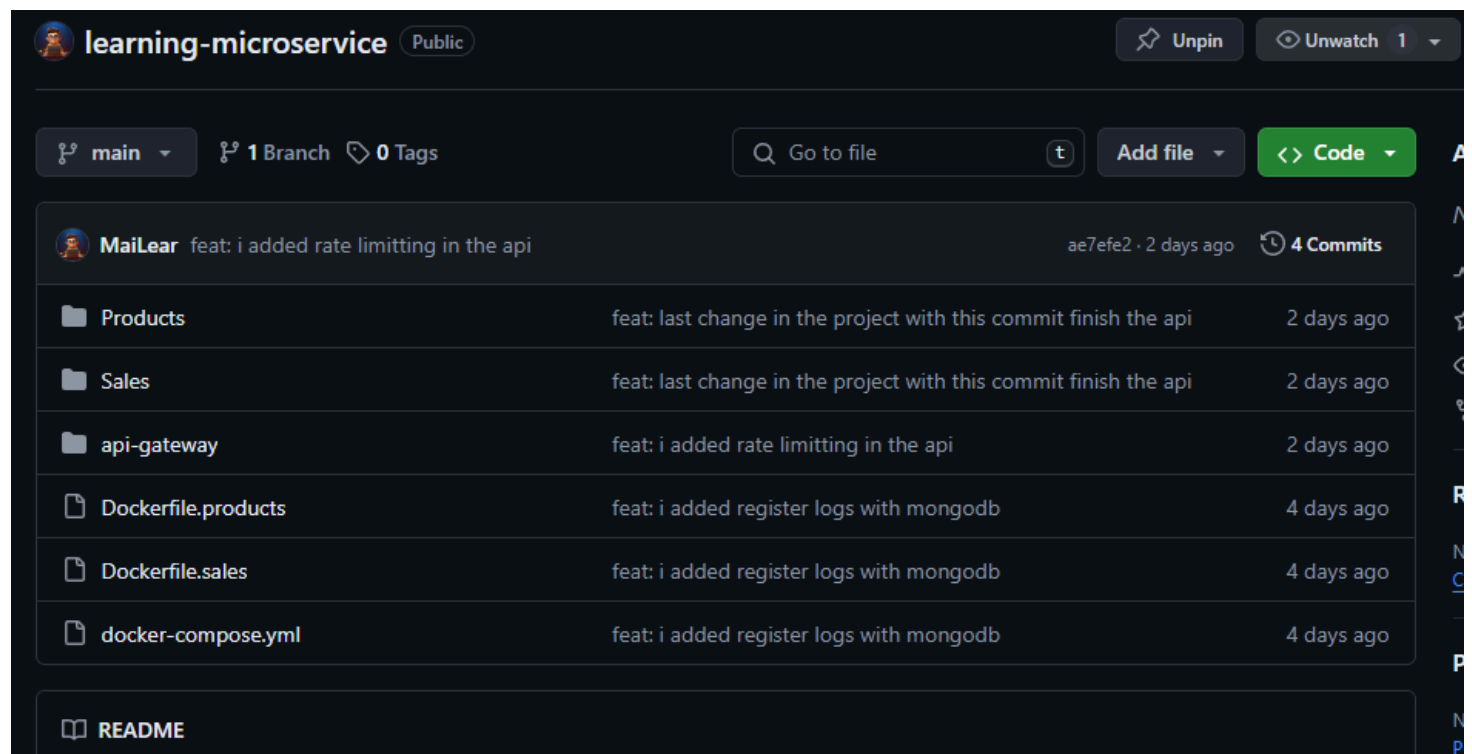 learning-microservice Public Unpin Unwatch 1
main 1 Branch 0 Tags Go to file t Add file Code
MaiLear feat: i added rate limitting in the api ae7efe2 · 2 days ago 4 Commits
Products feat: last change in the project with this commit finish the api 2 days ago
Sales feat: last change in the project with this commit finish the api 2 days ago
api-gateway feat: i added rate limitting in the api 2 days ago
Dockerfile.products feat: i added register logs with mongodb 4 days ago
Dockerfile.sales feat: i added register logs with mongodb 4 days ago
docker-compose.yml feat: i added register logs with mongodb 4 days ago
README